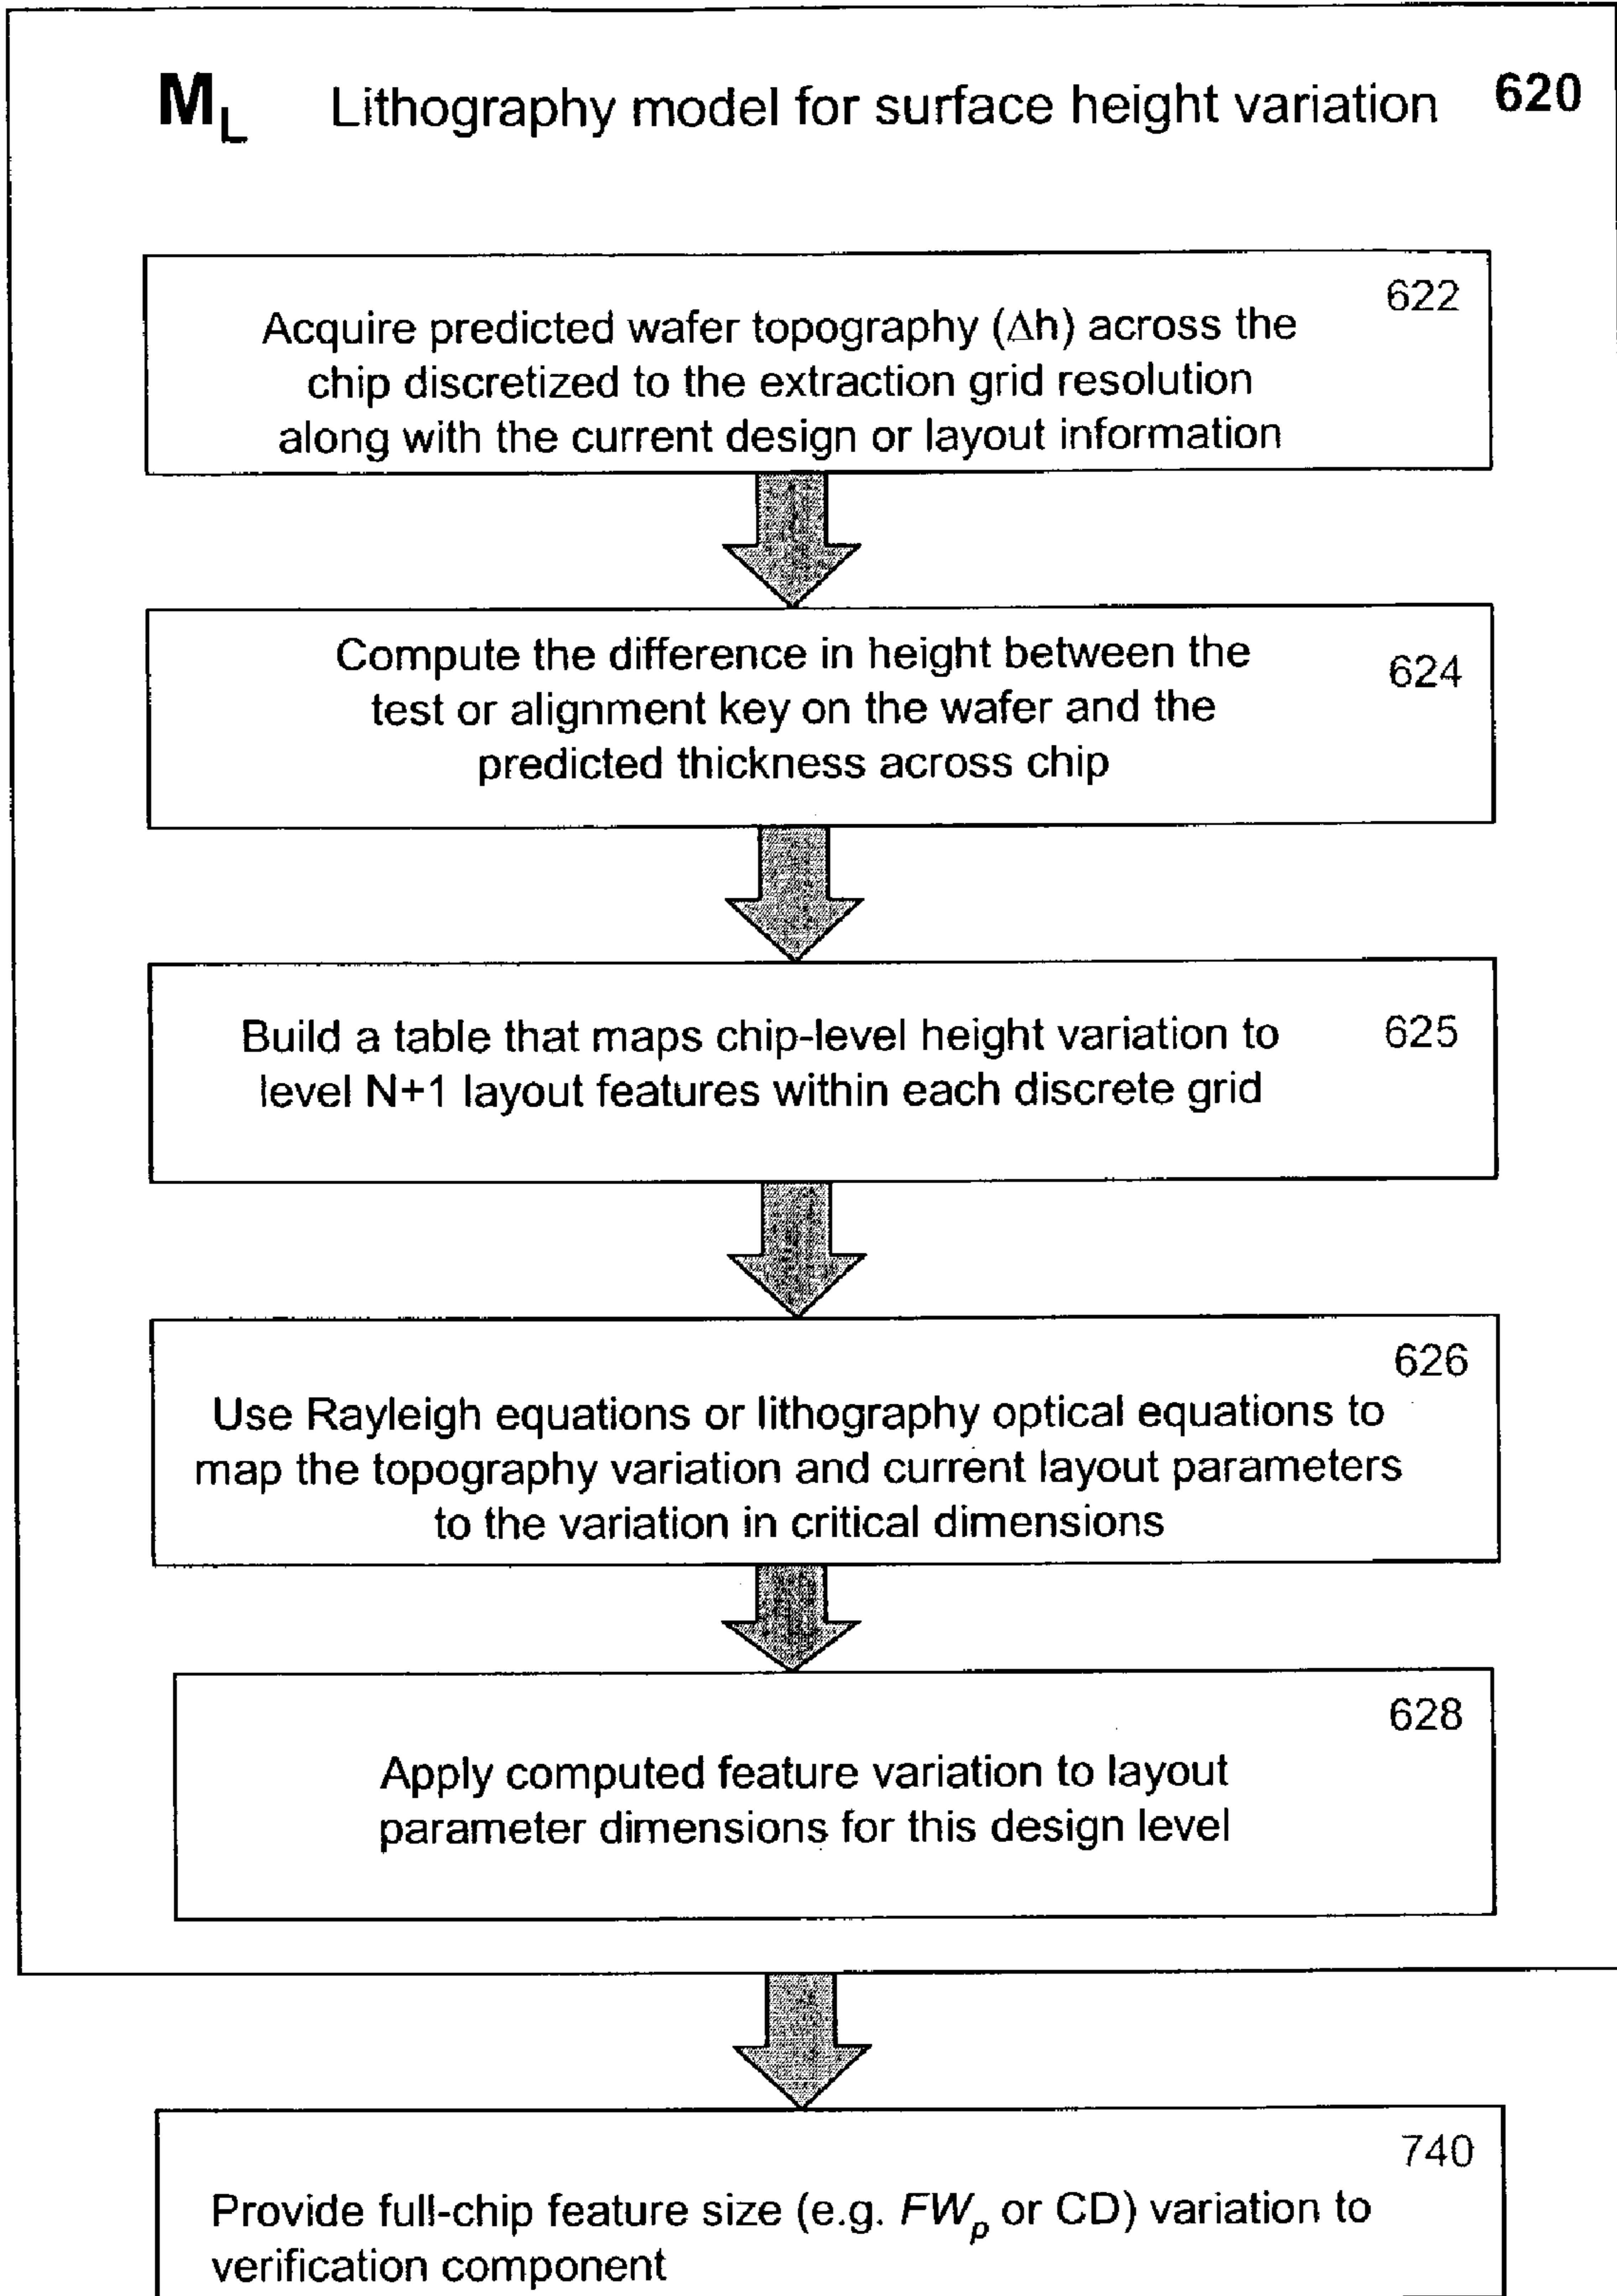 M_L Lithography model for surface height variation 620
622
Acquire predicted wafer topography (Δh) across the
chip discretized to the extraction grid resolution
along with the current design or layout information
Compute the difference in height between the
624
test or alignment key on the wafer and the
predicted thickness across chip
Build a table that maps chip-level height variation to 625
level N+1 layout features within each discrete grid
626
Use Rayleigh equations or lithography optical equations to
map the topography variation and current layout parameters
to the variation in critical dimensions
628
Apply computed feature variation to layout
parameter dimensions for this design level
740
Provide full-chip feature size (e.g. FW_p or CD) variation to
verification component